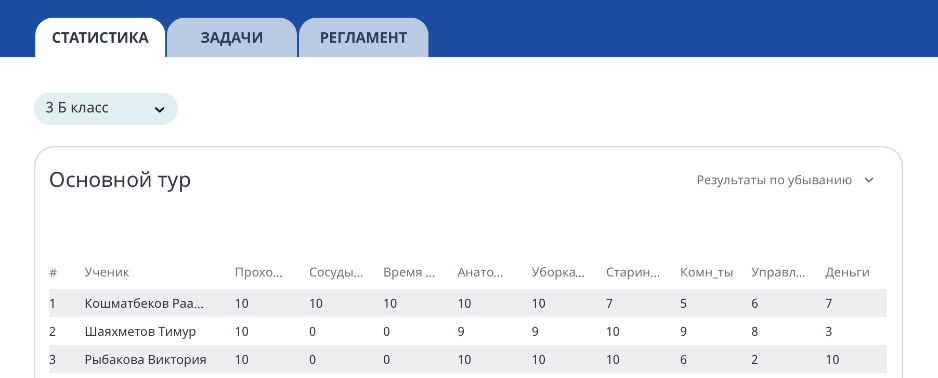 СТАТИСТИКА ЗАДАЧИ РЕГЛАМЕНТ
3 Б класс
Основной тур Результаты по убыванию
# Ученик Прохо... Сосуды... Время ... Анато... Уборка... Старин... Комн_ты Управл... Деньги
1 Кошматбеков Раа... 10 10 10 10 10 7 5 6 7
2 Шаяхметов Тимур 10 0 0 9 9 10 9 8 3
3 Рыбакова Виктория 10 0 0 10 10 10 6 2 10